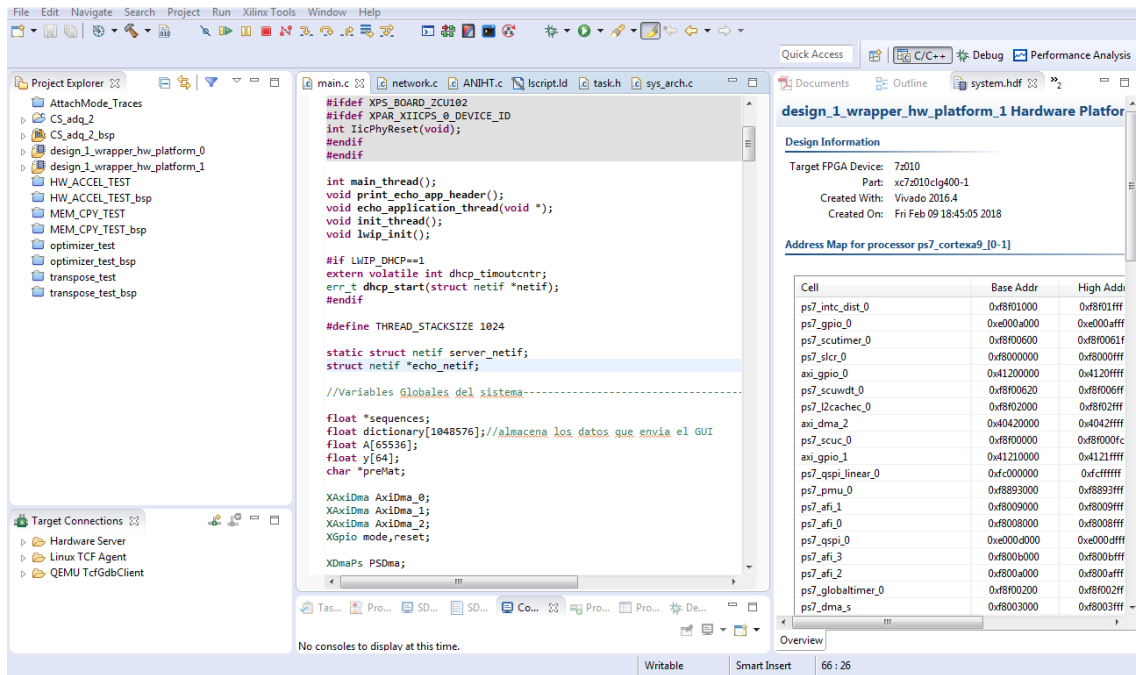 File Edit Navigate Search Project Run Xilinx Tools Window Help
Quick Access
C/C++
Debug
Performance Analysis
Project Explorer
AttachMode_Traces
CS_adq_2
CS_adq_2_bsp
design_1_wrapper_hw_platform_0
design_1_wrapper_hw_platform_1
HW_ACCEL_TEST
HW_ACCEL_TEST_bsp
MEM_CPY_TEST
MEM_CPY_TEST_bsp
optimizer_test
optimizer_test_bsp
transpose_test
transpose_test_bsp
Target Connections
Hardware Server
Linux TCF Agent
QEMU TcfGdbClient
main.c network.c ANIHT.c lscript.ld task.h sys_arch.c
#ifdef XPS_BOARD_ZCU102
#ifdef XPAR_XIICPS_0_DEVICE_ID
int IicPhyReset(void);
#endif
#endif
int main_thread();
void print_echo_app_header();
void echo_application_thread(void *);
void init_thread();
void lwip_init();
#if LWIP_DHCP==1
extern volatile int dhcp_timoutcntr;
err_t dhcp_start(struct netif *netif);
#endif
#define THREAD_STACKSIZE 1024
static struct netif server_netif;
struct netif *echo_netif;
//Variables Globales del sistema-----------------------------------
float *sequences;
float dictionary[1048576];//almacena los datos que envia el GUI
float A[65536];
float y[64];
char *preMat;
XAxiDma AxiDma_0;
XAxiDma AxiDma_1;
XAxiDma AxiDma_2;
XGpio mode,reset;
XDmaPs PSDma;
Tas... Pro... SD... SD... Co... Pro... Pro... De...
No consoles to display at this time.
Documents Outline system.hdf »2
design_1_wrapper_hw_platform_1 Hardware Platfor
Design Information
Target FPGA Device: 7z010
Part: xc7z010clg400-1
Created With: Vivado 2016.4
Created On: Fri Feb 09 18:45:05 2018
Address Map for processor ps7_cortexa9_[0-1]
Cell Base Addr High Addr
ps7_intc_dist_0 0xf8f01000 0xf8f01fff
ps7_gpio_0 0xe000a000 0xe000afff
ps7_scutimer_0 0xf8f00600 0xf8f0061f
ps7_slcr_0 0xf8000000 0xf8000fff
axi_gpio_0 0x41200000 0x4120ffff
ps7_scuwdt_0 0xf8f00620 0xf8f006ff
ps7_l2cachec_0 0xf8f02000 0xf8f02fff
axi_dma_2 0x40420000 0x4042ffff
ps7_scuc_0 0xf8f00000 0xf8f000fc
axi_gpio_1 0x41210000 0x4121ffff
ps7_qspi_linear_0 0xfc000000 0xfcffffff
ps7_pmu_0 0xf8893000 0xf8893fff
ps7_afi_1 0xf8009000 0xf8009fff
ps7_afi_0 0xf8008000 0xf8008fff
ps7_qspi_0 0xe000d000 0xe000dfff
ps7_afi_3 0xf800b000 0xf800bfff
ps7_afi_2 0xf800a000 0xf800afff
ps7_globaltimer_0 0xf8f00200 0xf8f002ff
ps7_dma_s 0xf8003000 0xf8003fff
Overview
Writable Smart Insert 66 : 26